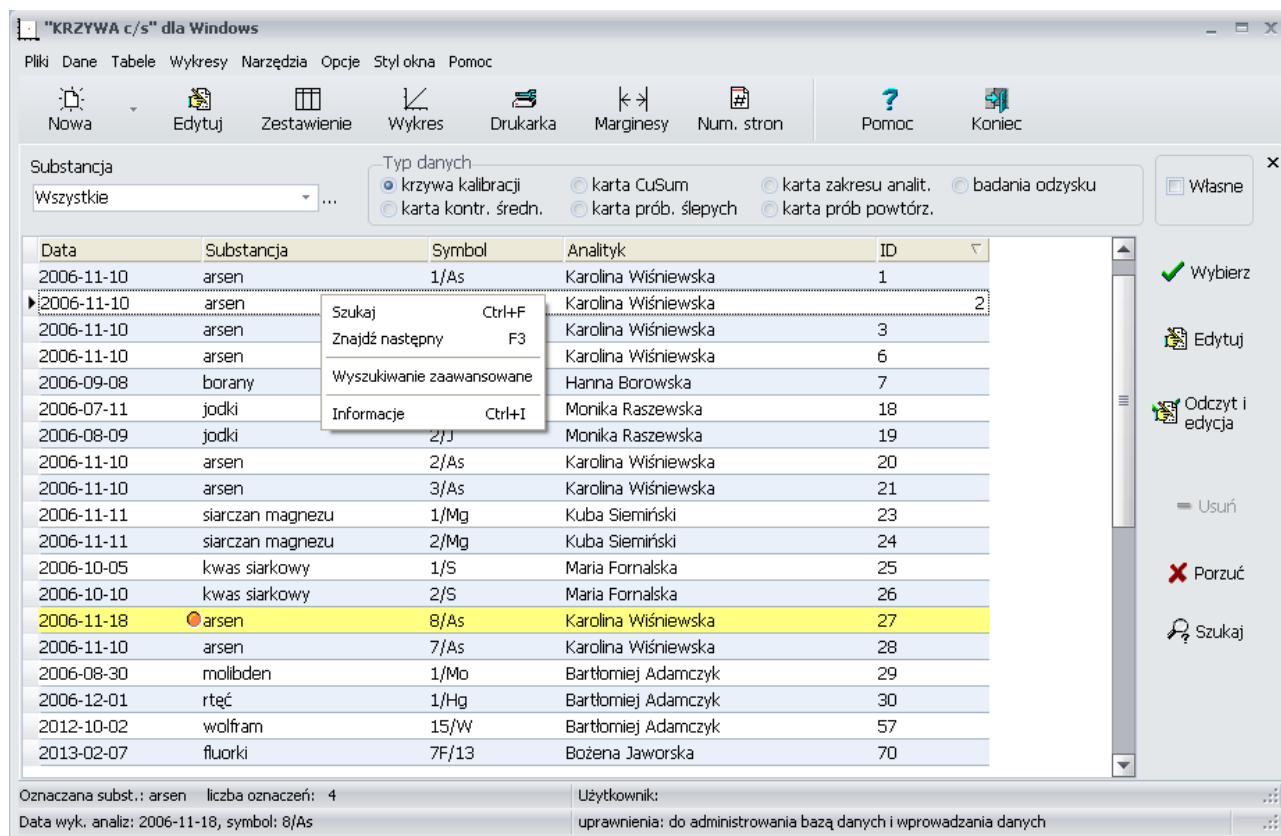 "KRZYWA c/s" dla Windows
Pliki Dane Tabele Wykresy Narzędzia Opcje Styl okna Pomoc
Nowa Edytuj Zestawienie Wykres Drukarka Marginesy Num. stron Pomoc Koniec
Substancja
Wszystkie ...
Typ danych
krzywa kalibracji karta CuSum karta zakresu analit. badania odzysku
karta kontr. średn. karta prób. ślepych karta prób powtórz.
Własne
Data Substancja Symbol Analityk ID
2006-11-10 arsen 1/As Karolina Wiśniewska 1
2006-11-10 arsen Karolina Wiśniewska 2
2006-11-10 arsen Karolina Wiśniewska 3
2006-11-10 arsen Karolina Wiśniewska 6
2006-09-08 borany Hanna Borowska 7
2006-07-11 jodki Monika Raszewska 18
2006-08-09 jodki 2/J Monika Raszewska 19
2006-11-10 arsen 2/As Karolina Wiśniewska 20
2006-11-10 arsen 3/As Karolina Wiśniewska 21
2006-11-11 siarczan magnezu 1/Mg Kuba Siemiński 23
2006-11-11 siarczan magnezu 2/Mg Kuba Siemiński 24
2006-10-05 kwas siarkowy 1/S Maria Fornalska 25
2006-10-10 kwas siarkowy 2/S Maria Fornalska 26
2006-11-18 arsen 8/As Karolina Wiśniewska 27
2006-11-10 arsen 7/As Karolina Wiśniewska 28
2006-08-30 molibden 1/Mo Bartłomiej Adamczyk 29
2006-12-01 rtęć 1/Hg Bartłomiej Adamczyk 30
2012-10-02 wolfram 15/W Bartłomiej Adamczyk 57
2013-02-07 fluorki 7F/13 Bożena Jaworska 70
Szukaj Ctrl+F
Znajdź następny F3
Wyszukiwanie zaawansowane
Informacje Ctrl+I
Wybierz
Edytuj
Odczyt i
edycja
Usuń
Porzuć
Szukaj
Oznaczana subst.: arsen liczba oznaczeń: 4 Użytkownik:
Data wyk. analiz: 2006-11-18, symbol: 8/As uprawnienia: do administrowania bazą danych i wprowadzania danych